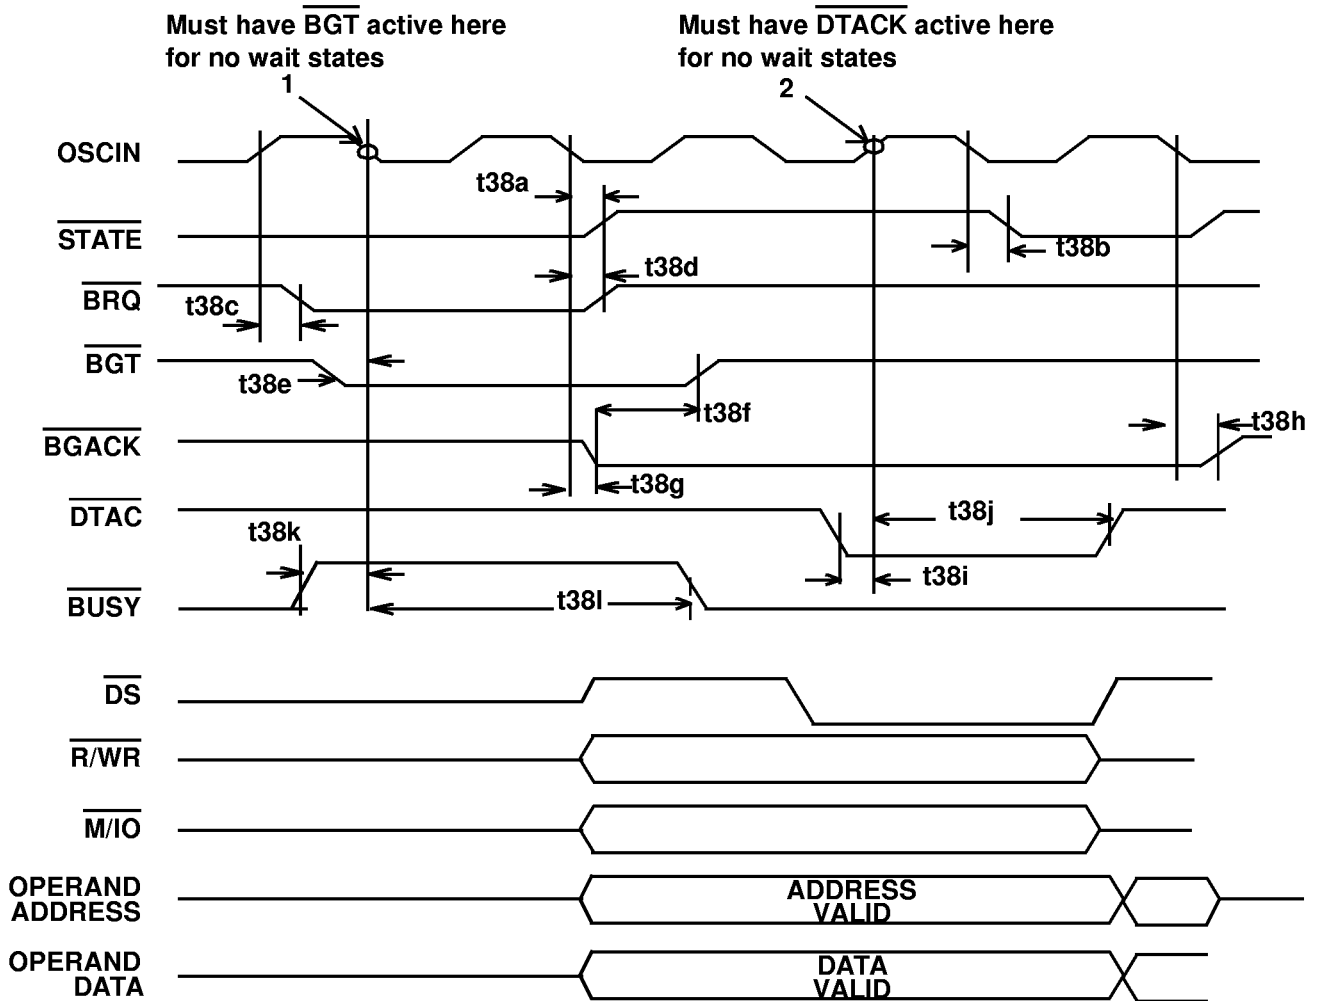 Must have BGT active here
for no wait states
1
Must have DTACK active here
for no wait states
2
OSCIN
t38a
STATE
t38b
t38d
BRQ
t38c
BGT
t38e
t38f
BGACK
t38h
t38g
DTAC
t38j
t38k
t38i
BUSY
t38l
DS
R/WR
M/IO
OPERAND
ADDRESS
ADDRESS
VALID
OPERAND
DATA
DATA
VALID